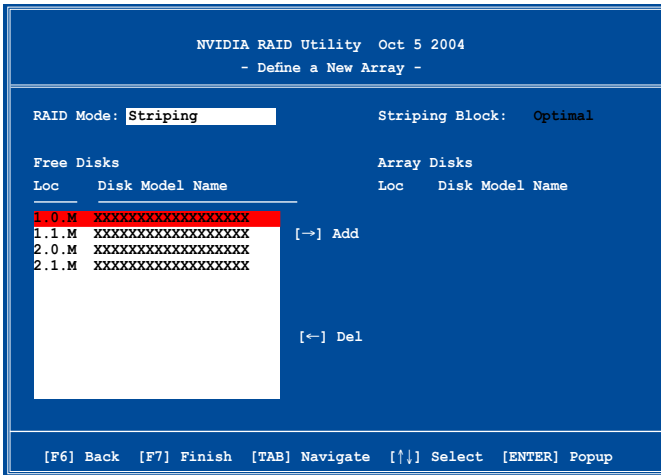 NVIDIA RAID Utility  Oct 5 2004
- Define a New Array -
RAID Mode: Striping    Striping Block: Optimal
Free Disks    Array Disks
Loc  Disk Model Name    Loc  Disk Model Name
1.0.M  XXXXXXXXXXXXXXXXXX
1.1.M  XXXXXXXXXXXXXXXXXX  [→] Add
2.0.M  XXXXXXXXXXXXXXXXXX
2.1.M  XXXXXXXXXXXXXXXXXX
[←] Del
[F6] Back  [F7] Finish  [TAB] Navigate  [↑↓] Select  [ENTER] Popup